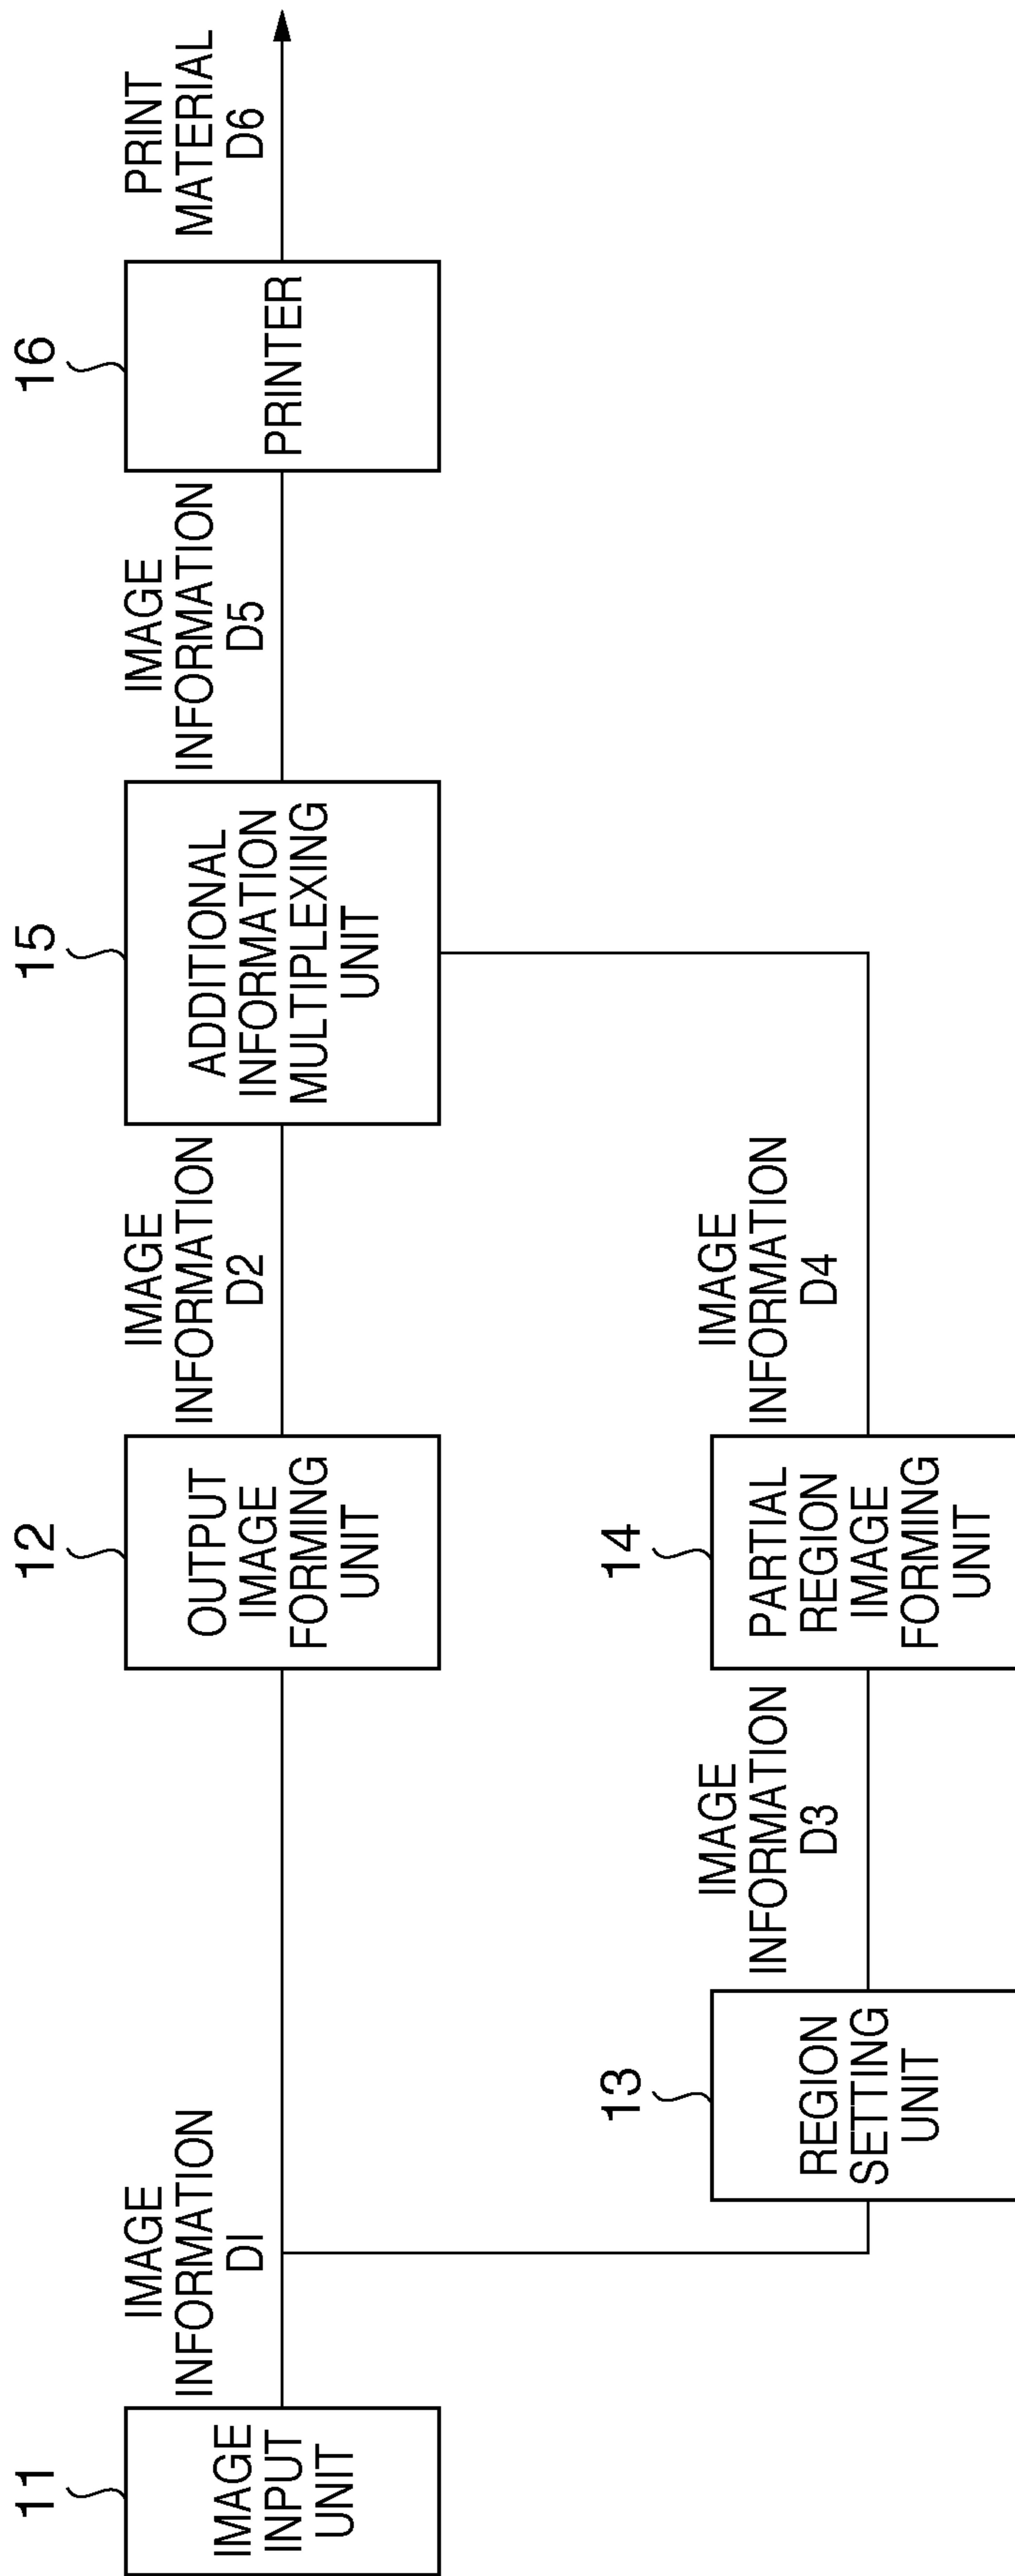 11
IMAGE
INPUT
UNIT
IMAGE
INFORMATION
DI
12
OUTPUT
IMAGE
FORMING
UNIT
IMAGE
INFORMATION
D2
15
ADDITIONAL
INFORMATION
MULTIPLEXING
UNIT
IMAGE
INFORMATION
D5
16
PRINTER
PRINT
MATERIAL
D6
13
REGION
SETTING
UNIT
IMAGE
INFORMATION
D3
14
PARTIAL
REGION
IMAGE
FORMING
UNIT
IMAGE
INFORMATION
D4